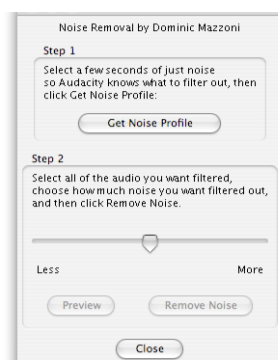 Noise Removal by Dominic Mazzoni
Step 1
Select a few seconds of just noise
so Audacity knows what to filter out, then
click Get Noise Profile:
Get Noise Profile
Step 2
Select all of the audio you want filtered,
choose how much noise you want filtered out,
and then click Remove Noise.
Less More
Preview Remove Noise
Close